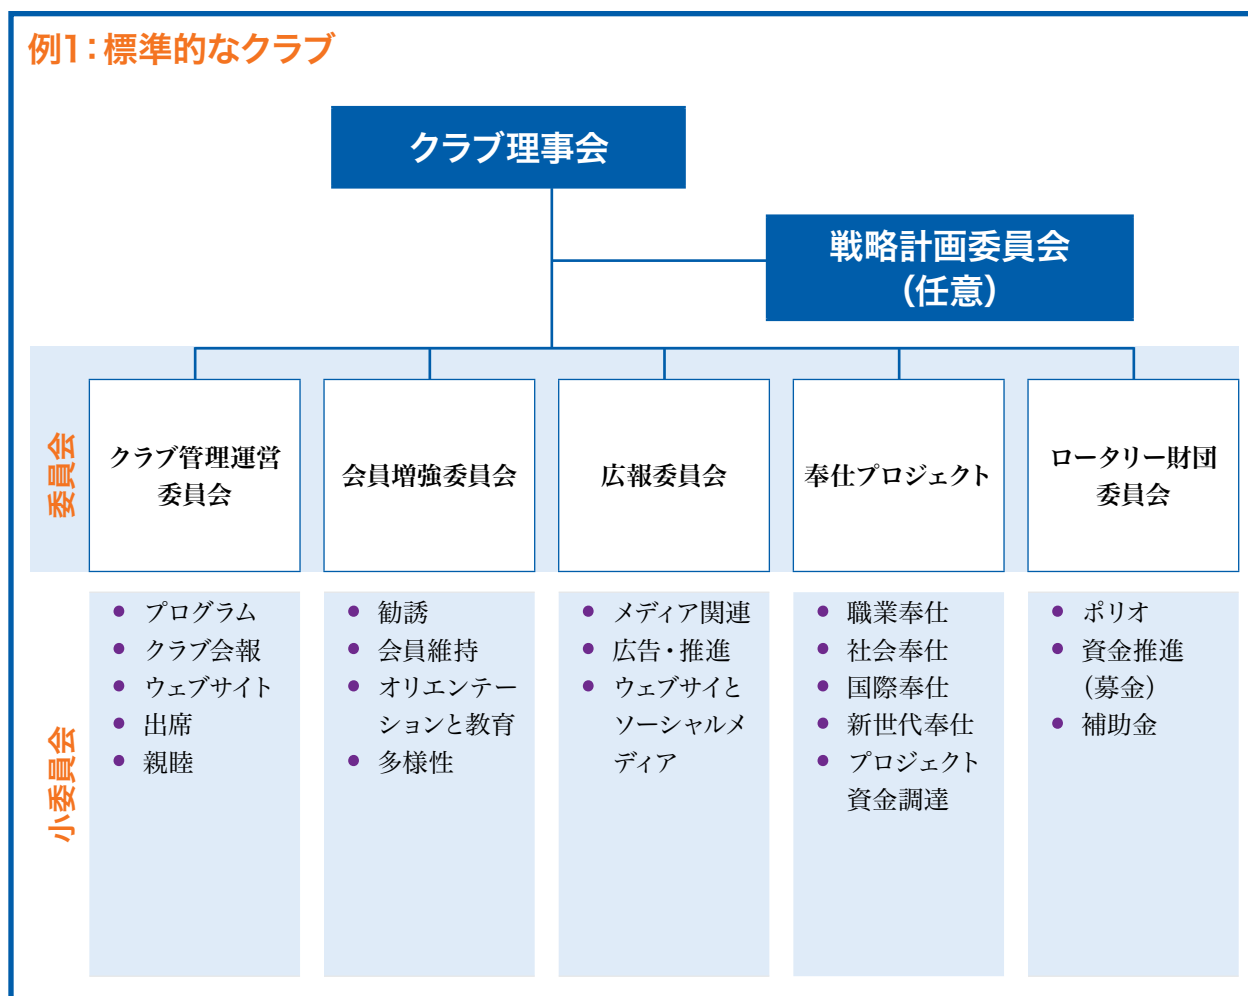 例1：標準的なクラブ
クラブ理事会
戦略計画委員会
（任意）
委員会
クラブ管理運営
委員会
会員増強委員会
広報委員会
奉仕プロジェクト
ロータリー財団
委員会
小委員会
• プログラム
• クラブ会報
• ウェブサイト
• 出席
• 親睦
• 勧誘
• 会員維持
• オリエンテー
ションと教育
• 多様性
• メディア関連
• 広告・推進
• ウェブサイと
ソーシャルメ
ディア
• 職業奉仕
• 社会奉仕
• 国際奉仕
• 新世代奉仕
• プロジェクト
資金調達
• ポリオ
• 資金推進
（募金）
• 補助金